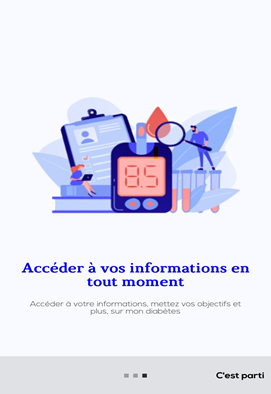 85
Accéder à vos informations en
tout moment
Accéder à votre informations, mettez vos objectifs et
plus, sur mon diabètes
C'est parti